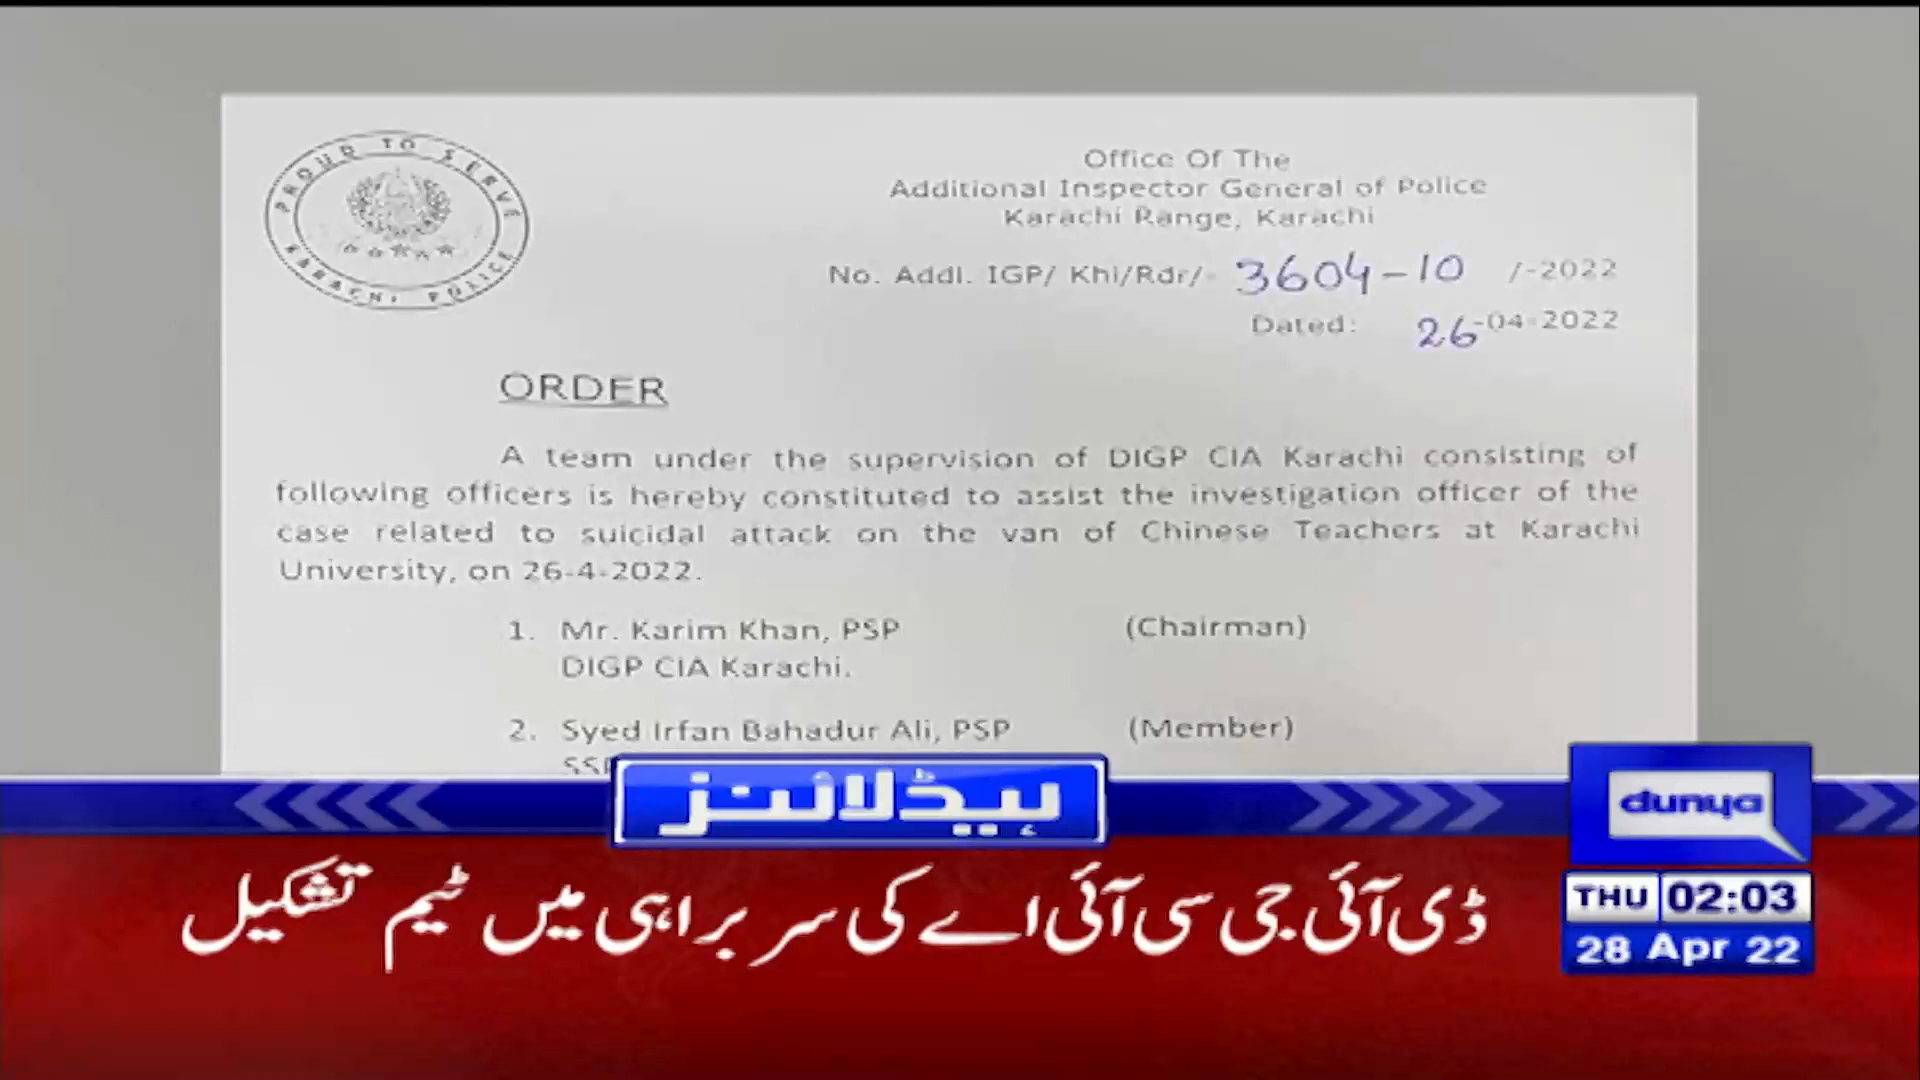 PROUD TO SERVE
KARACHI POLICE
Office Of The
Additional Inspector General of Police
Karachi Range, Karachi
No. Addl. IGP/ Khi/Rdr/- 3604-10 /-2022
Dated: 26-04-2022
ORDER
A team under the supervision of DIGP CIA Karachi consisting of
following officers is hereby constituted to assist the investigation officer of the
case related to suicidal attack on the van of Chinese Teachers at Karachi
University, on 26-4-2022.
1. Mr. Karim Khan, PSP (Chairman)
DIGP CIA Karachi.
2. Syed Irfan Bahadur Ali, PSP (Member)
ہیڈلائنز
dunya
ڈی آئی جی سی آئی اے کی سربراہی میں ٹیم تشکیل
THU 02:03
28 Apr 22